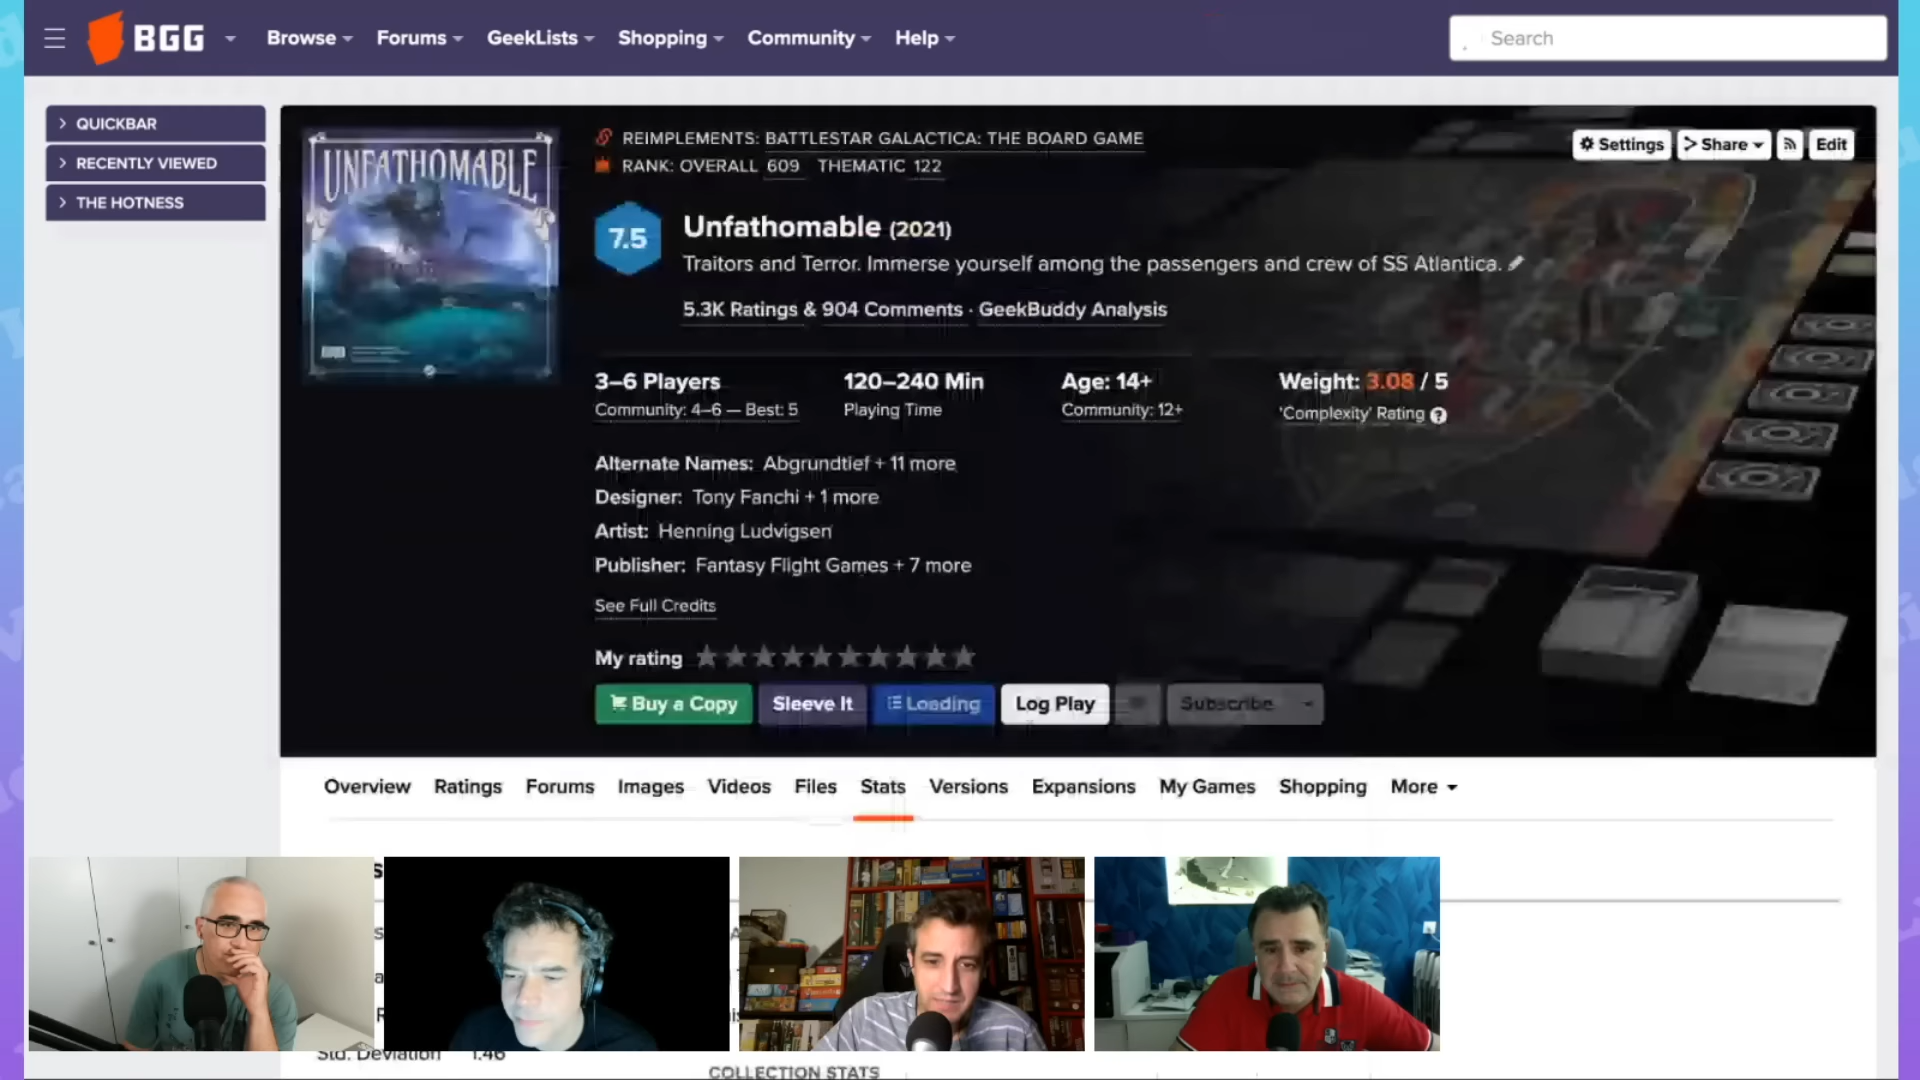 BGG
Browse
Forums
GeekLists
Shopping
Community
Help
Search
QUICKBAR
RECENTLY VIEWED
THE HOTNESS
UNFATHOMABLE
REIMPLEMENTS: BATTLESTAR GALACTICA: THE BOARD GAME
RANK: OVERALL 609 THEMATIC 122
Settings
Share
Edit
7.5
Unfathomable (2021)
Traitors and Terror. Immerse yourself among the passengers and crew of SS Atlantica.
5.3K Ratings & 904 Comments · GeekBuddy Analysis
3–6 Players
Community: 4–6 — Best: 5
120–240 Min
Playing Time
Age: 14+
Community: 12+
Weight: 3.08 / 5
'Complexity' Rating
Alternate Names: Abgrundtief + 11 more
Designer: Tony Fanchi + 1 more
Artist: Henning Ludvigsen
Publisher: Fantasy Flight Games + 7 more
See Full Credits
My rating
Buy a Copy
Sleeve It
Loading
Log Play
Subscribe
Overview
Ratings
Forums
Images
Videos
Files
Stats
Versions
Expansions
My Games
Shopping
More
Std. Deviation 1.46
COLLECTION STATS